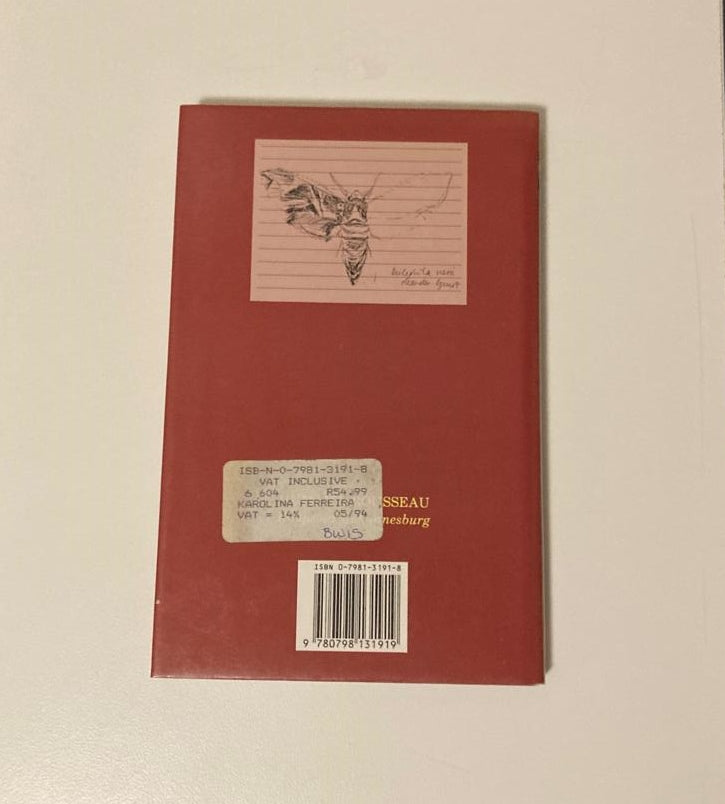 ISB-N-0-7981-3191-8
VAT INCLUSIVE
6 604 R54.99
KAROLINA FERREIRA
VAT = 14% 05/94
SSEAU
nesburg
ISBN 0-7981-3191-8
9 780798 131919